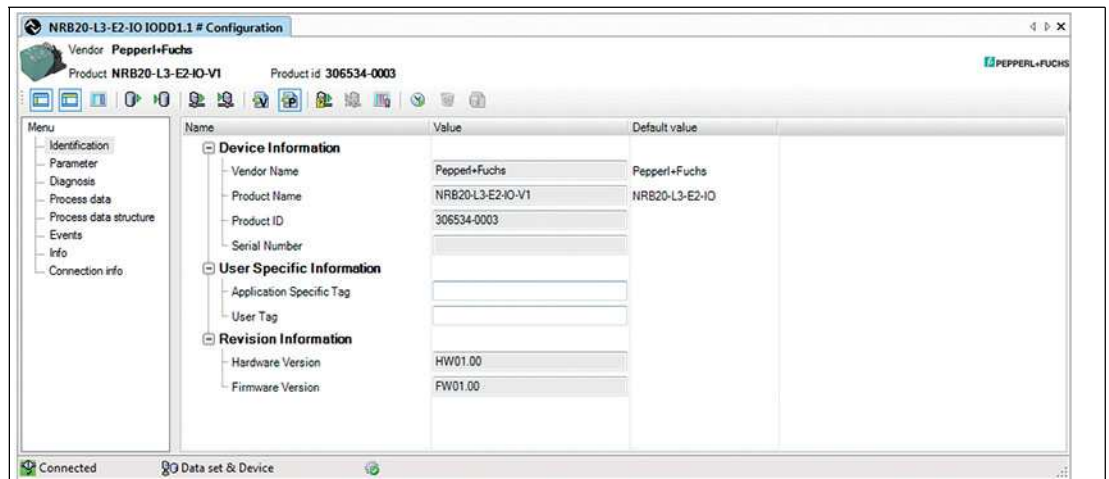 NRB20-L3-E2-IO IODD1.1 # Configuration
Vendor Pepperl+Fuchs
Product NRB20-L3-E2-IO-V1 Product id 306534-0003
PEPPERL+FUCHS
Menu
Identification
Parameter
Diagnosis
Process data
Process data structure
Events
Info
Connection info
Name Value Default value
Device Information
Vendor Name Pepperl+Fuchs Pepperl+Fuchs
Product Name NRB20-L3-E2-IO-V1 NRB20-L3-E2-IO
Product ID 306534-0003
Serial Number
User Specific Information
Application Specific Tag
User Tag
Revision Information
Hardware Version HW01.00
Firmware Version FW01.00
Connected Data set & Device